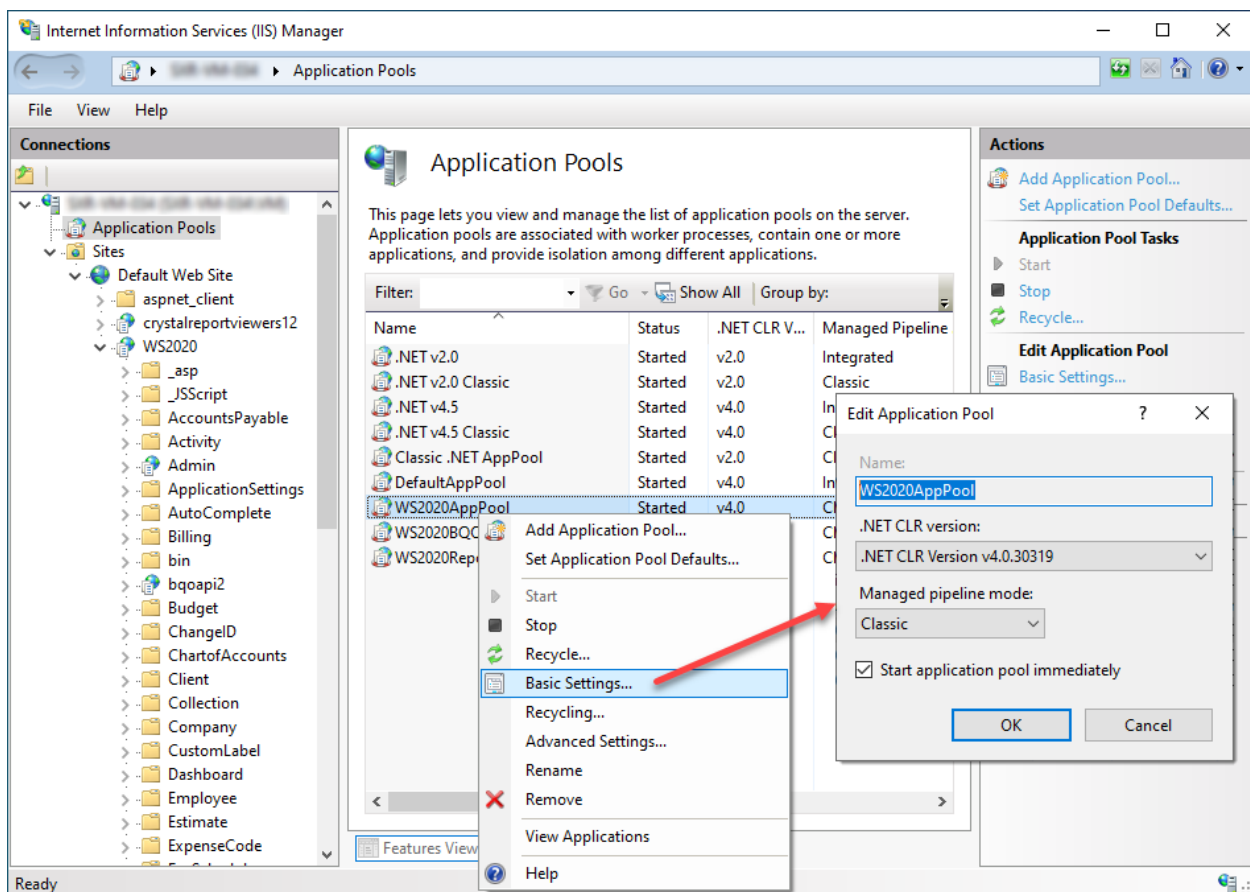 Internet Information Services (IIS) Manager
Application Pools
File View Help
Connections
Application Pools
Sites
Default Web Site
aspnet_client
crystalreportviewers12
WS2020
_asp
_JSScript
AccountsPayable
Activity
Admin
ApplicationSettings
AutoComplete
Billing
bin
bqoapi2
Budget
ChangeID
ChartofAccounts
Client
Collection
Company
CustomLabel
Dashboard
Employee
Estimate
ExpenseCode
Application Pools
This page lets you view and manage the list of application pools on the server.
Application pools are associated with worker processes, contain one or more
applications, and provide isolation among different applications.
Filter: Go Show All Group by:
Name Status .NET CLR V... Managed Pipeline
.NET v2.0 Started v2.0 Integrated
.NET v2.0 Classic Started v2.0 Classic
.NET v4.5 Started v4.0
.NET v4.5 Classic Started v4.0
Classic .NET AppPool Started v2.0
DefaultAppPool Started v4.0
WS2020AppPool Started v4.0
Add Application Pool...
Set Application Pool Defaults...
Start
Stop
Recycle...
Basic Settings...
Recycling...
Advanced Settings...
Rename
Remove
View Applications
Help
Features View
Actions
Add Application Pool...
Set Application Pool Defaults...
Application Pool Tasks
Start
Stop
Recycle...
Edit Application Pool
Basic Settings...
Edit Application Pool ?
Name:
WS2020AppPool
.NET CLR version:
.NET CLR Version v4.0.30319
Managed pipeline mode:
Classic
Start application pool immediately
OK Cancel
Ready